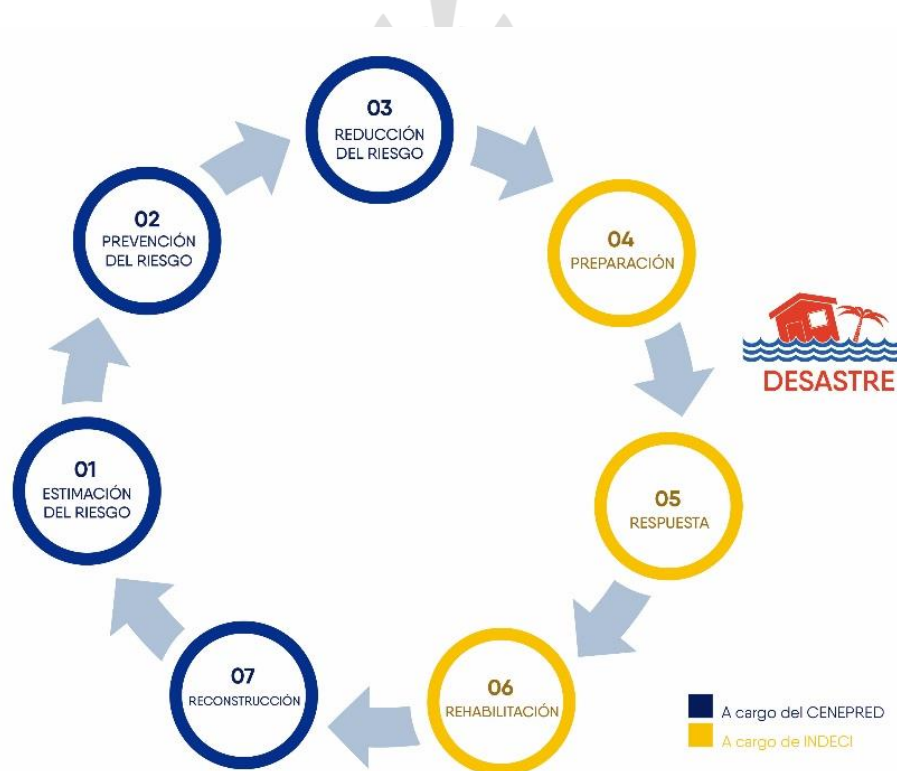 01
ESTIMACIÓN
DEL RIESGO
02
PREVENCIÓN
DEL RIESGO
03
REDUCCIÓN
DEL RIESGO
04
PREPARACIÓN
DESASTRE
05
RESPUESTA
06
REHABILITACIÓN
07
RECONSTRUCCIÓN
A cargo del CENEPRED
A cargo de INDECI